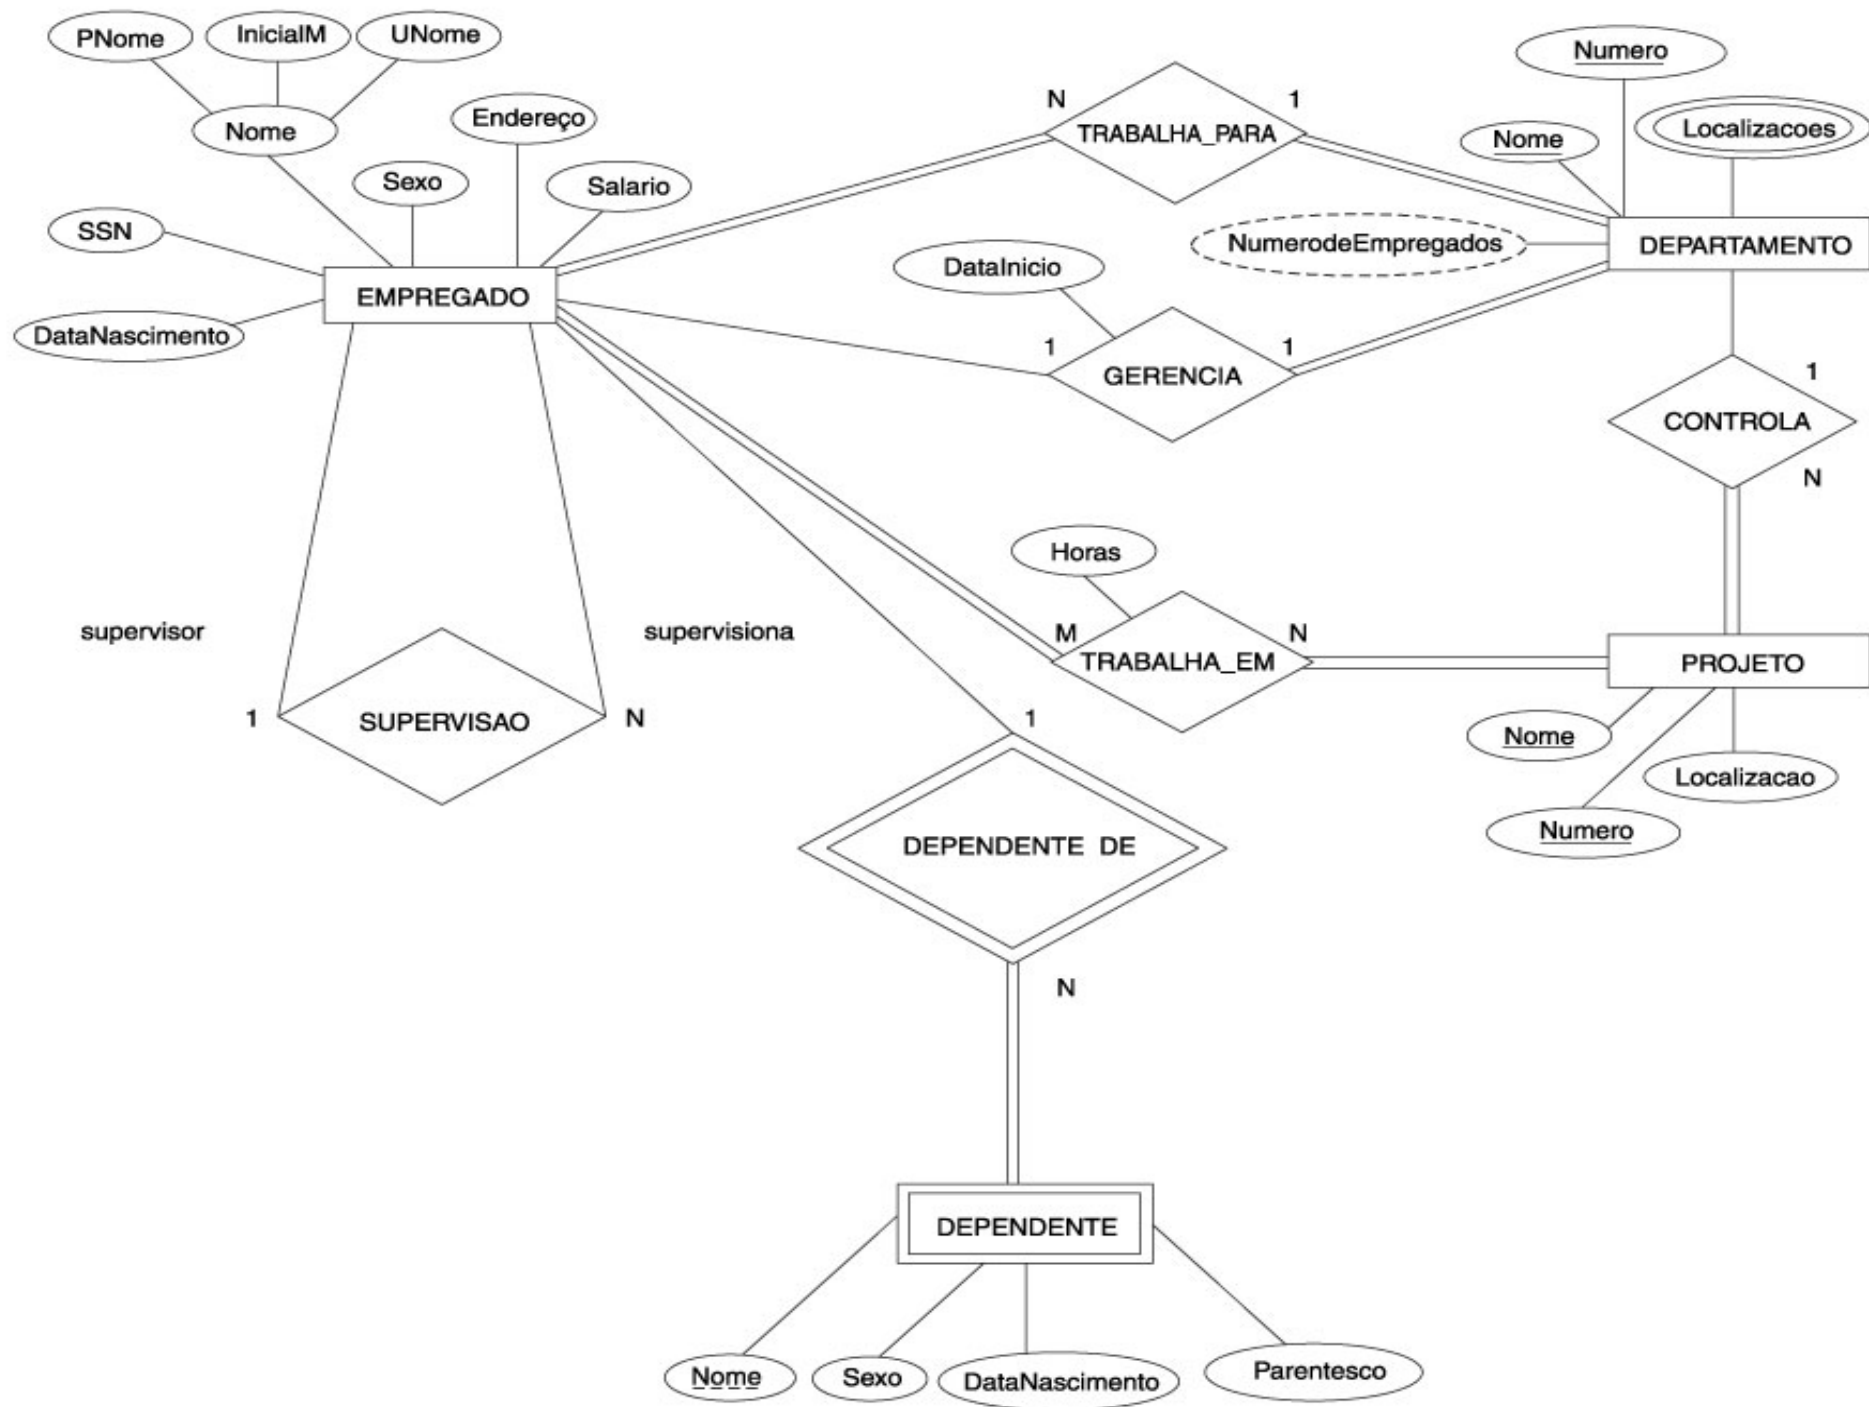 PNome
InicialM
UNome
Numero
Endereço
N
1
Nome
TRABALHA_PARA
Nome
Localizacoes
Sexo
Salario
SSN
NumerodeEmpregados
DEPARTAMENTO
DataInicio
EMPREGADO
DataNascimento
1
1
GERENCIA
1
CONTROLA
N
Horas
supervisor
supervisiona
M
N
TRABALHA_EM
PROJETO
1
SUPERVISAO
N
1
Nome
Localizacao
Numero
DEPENDENTE DE
N
DEPENDENTE
Nome
Sexo
DataNascimento
Parentesco